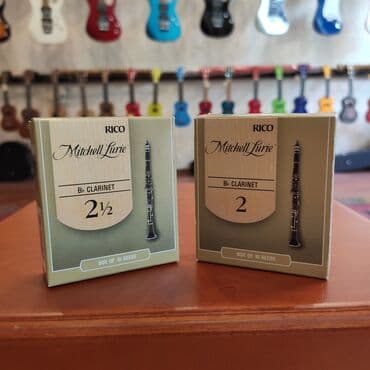 RICO
Mitchell Lurie
B♭ CLARINET
2½
BOX OF 10 REEDS
RICO
Mitchell Lurie
B♭ CLARINET
2
BOX OF 10 REEDS